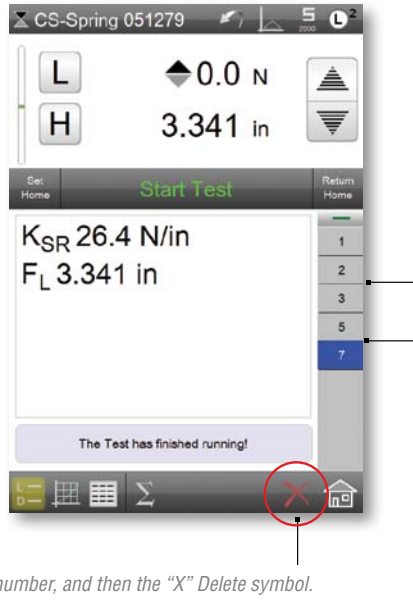 CS-Spring 051279
5
2000
L²
L
0.0 N
H
3.341 in
Set
Home
Start Test
Return
Home
K_SR 26.4 N/in
F_L 3.341 in
1
2
3
5
7
The Test has finished running!
L
D
Σ
number, and then the “X” Delete symbol.